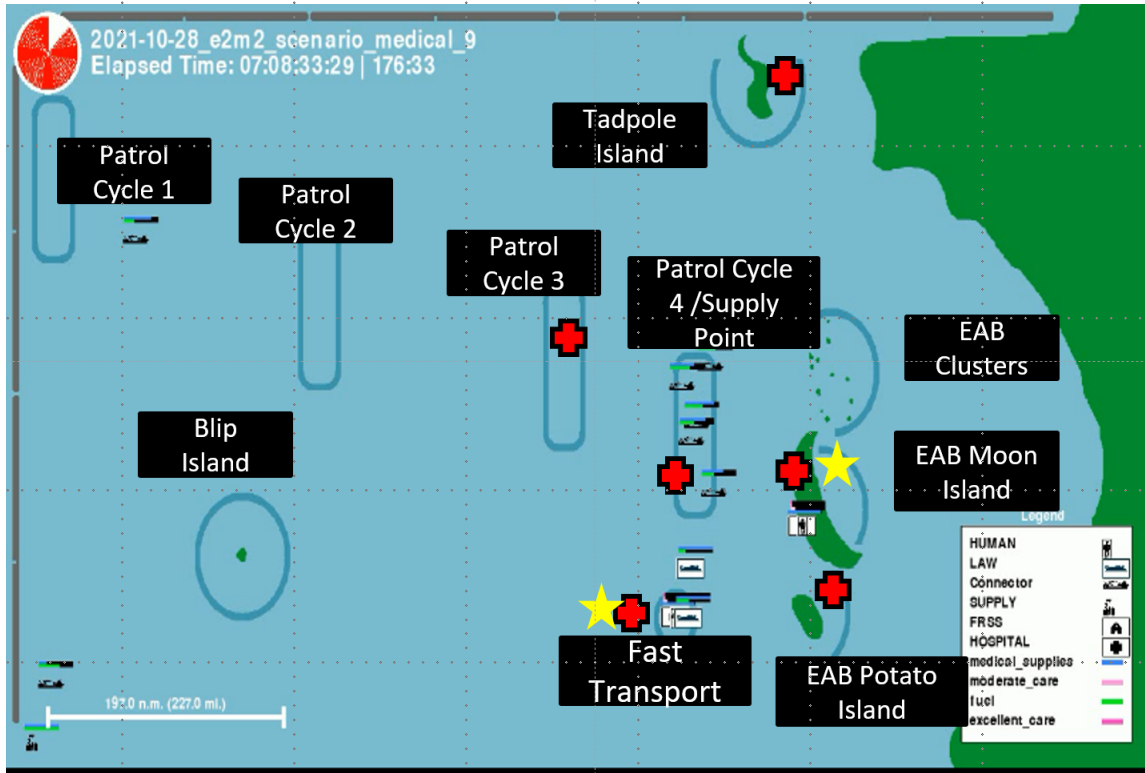 2021-10-28_e2m2_scenario_medical_9
Elapsed Time: 07:08:33:29 | 176:33
Tadpole
Island
Patrol
Cycle 1
Patrol
Cycle 2
Patrol
Cycle 3
Patrol Cycle
4 /Supply
Point
EAB
Clusters
Blip
Island
EAB Moon
Island
Fast
Transport
EAB Potato
Island
197.0 n.m. (227.0 mi.)
Legend
HUMAN
LAW
Connector
SUPPLY
FRSS
HOSPITAL
medical_supplies
moderate_care
fuel
excellent_care